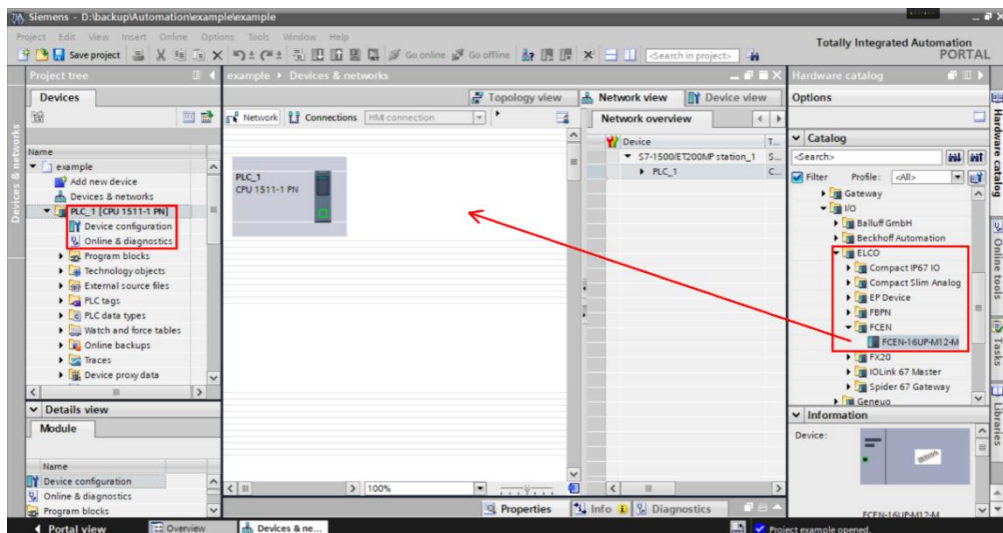 Siemens - D:\backup\Automation\example\example
Project Edit View Insert Online Options Tools Window Help
Save project
Go online
Go offline
<Search in project>
Totally Integrated Automation
PORTAL
Project tree
Devices
Name
example
Add new device
Devices & networks
PLC_1 [CPU 1511-1 PN]
Device configuration
Online & diagnostics
Program blocks
Technology objects
External source files
PLC tags
PLC data types
Watch and force tables
Online backups
Traces
Device proxy data
Details view
Module
Name
Device configuration
Online & diagnostics
Program blocks
Devices & networks
example Devices & networks
Topology view
Network view
Device view
Network
Connections
HMI connection
PLC_1
CPU 1511-1 PN
100%
Network overview
Device
T...
S7-1500/ET200MP station_1
S...
PLC_1
C...
Properties
Info
Diagnostics
Hardware catalog
Options
Catalog
<Search>
Filter
Profile:
<All>
Gateway
I/O
Balluff GmbH
Beckhoff Automation
ELCO
Compact IP67 IO
Compact Slim Analog
EP Device
FBPN
FCEN
FCEN-16UP-M12-M
FX20
IOLink 67 Master
Spider 67 Gateway
Geneuo
Information
Device:
FCEN-16UP-M12-M
Hardware catalog
Online tools
Tasks
Libraries
Portal view
Overview
Devices & ne...
Project example opened.